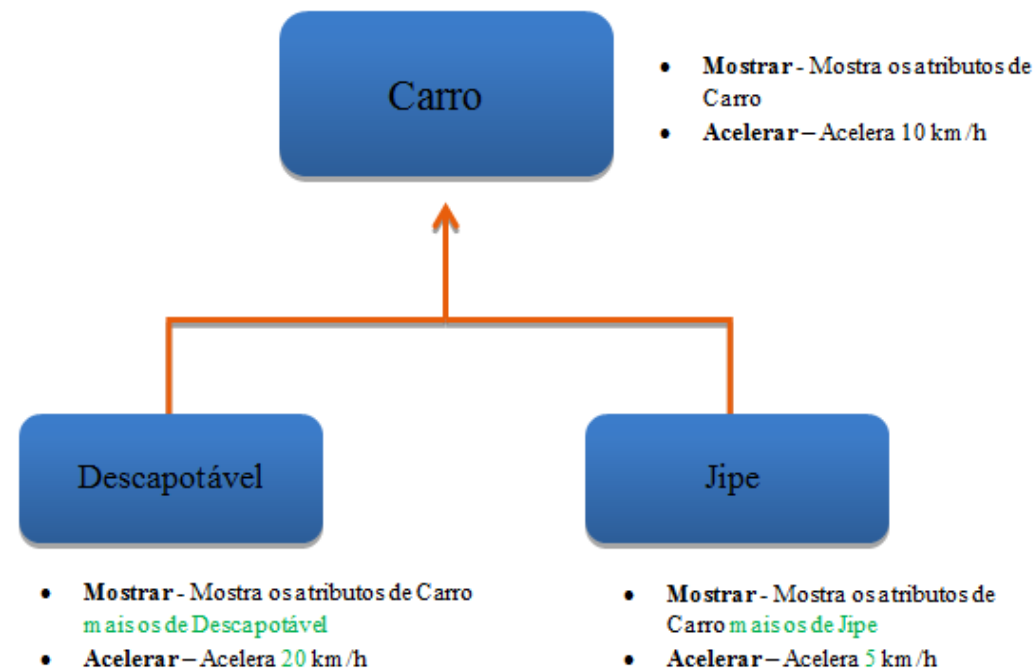 Carro
• Mostrar - Mostra os atributos de
Carro
• Acelerar – Acelera 10 km/h
Descapotável
Jipe
• Mostrar - Mostra os atributos de Carro
mais os de Descapotável
• Acelerar – Acelera 20 km/h
• Mostrar - Mostra os atributos de
Carro mais os de Jipe
• Acelerar – Acelera 5 km/h